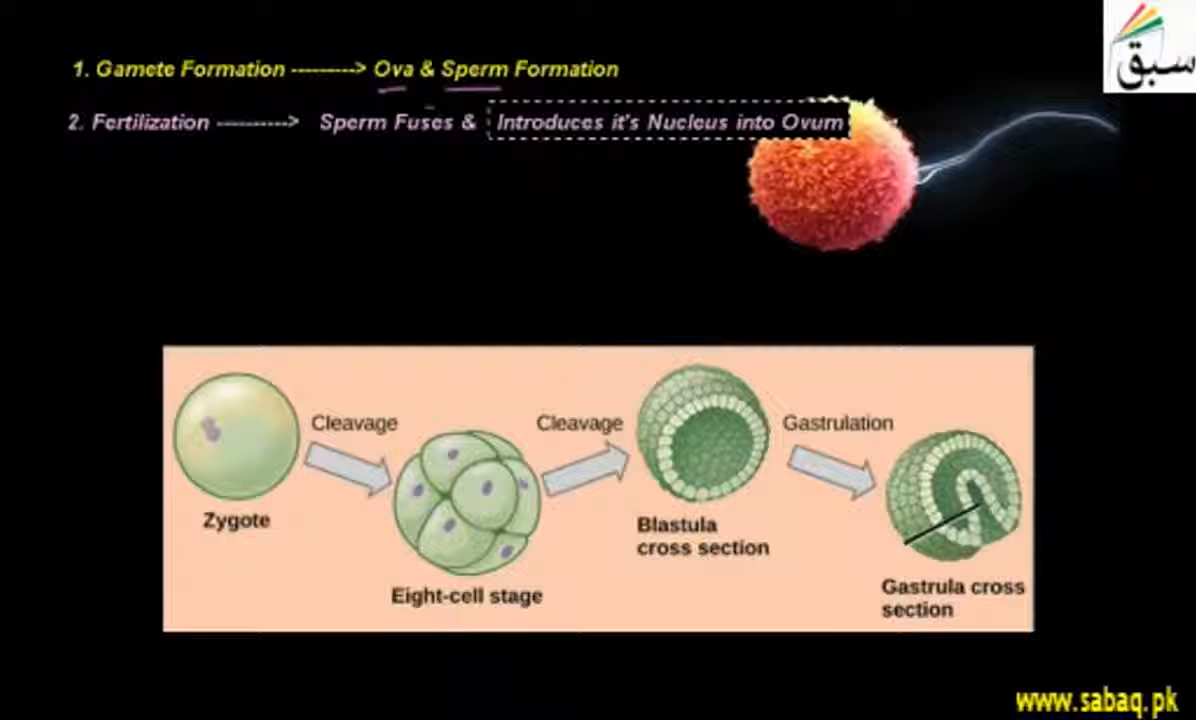 سبق
1. Gamete Formation ---------> Ova & Sperm Formation
2. Fertilization ----------> Sperm Fuses & Introduces it's Nucleus into Ovum
Cleavage
Cleavage
Gastrulation
Zygote
Eight-cell stage
Blastula
cross section
Gastrula cross
section
www.sabaq.pk